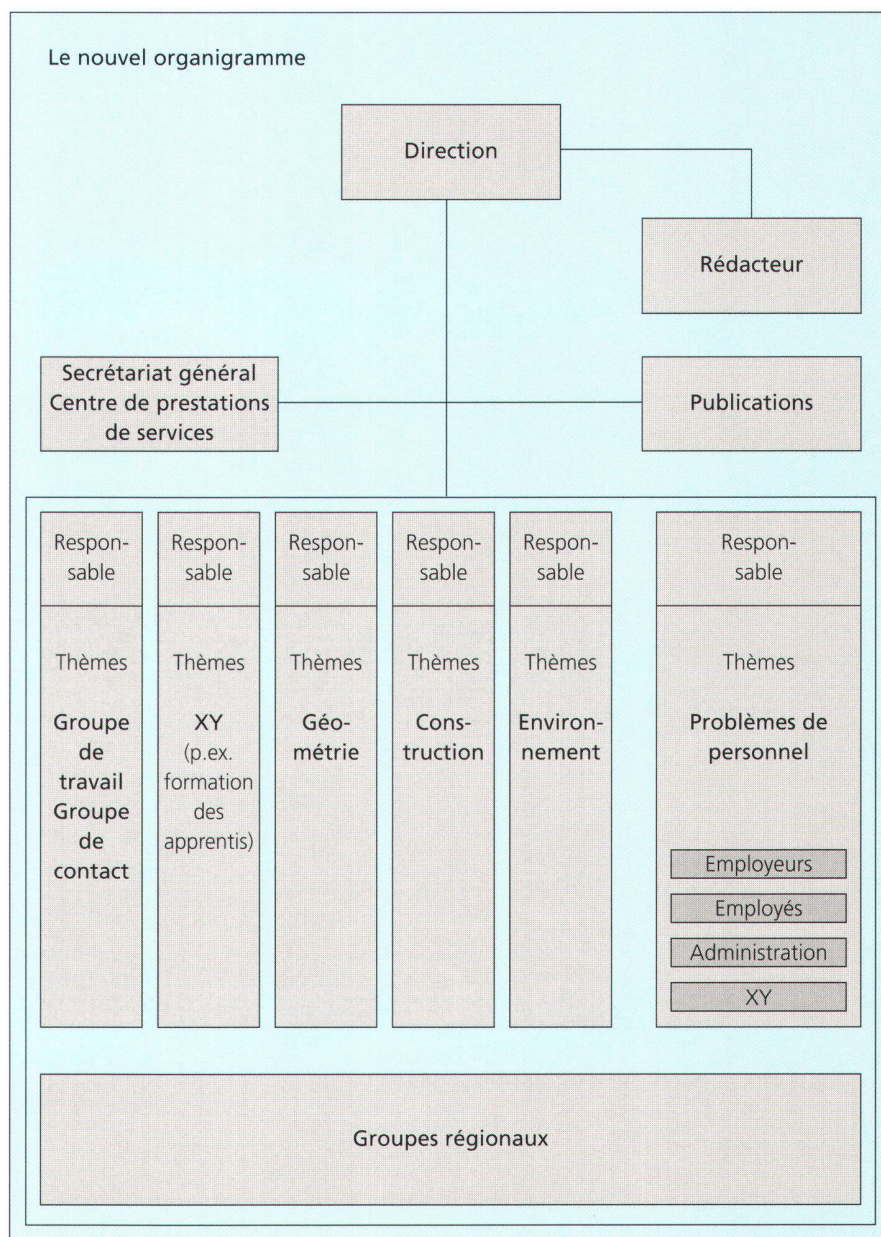 Le nouvel organigramme
Direction
Rédacteur
Secrétariat général
Centre de prestations
de services
Publications
Respon-
sable
Thèmes
Groupe
de
travail
Groupe
de
contact
Respon-
sable
Thèmes
XY
(p.ex.
formation
des
apprentis)
Respon-
sable
Thèmes
Géo-
métrie
Respon-
sable
Thèmes
Cons-
truction
Respon-
sable
Thèmes
Environ-
nement
Respon-
sable
Thèmes
Problèmes de
personnel
Employeurs
Employés
Administration
XY
Groupes régionaux